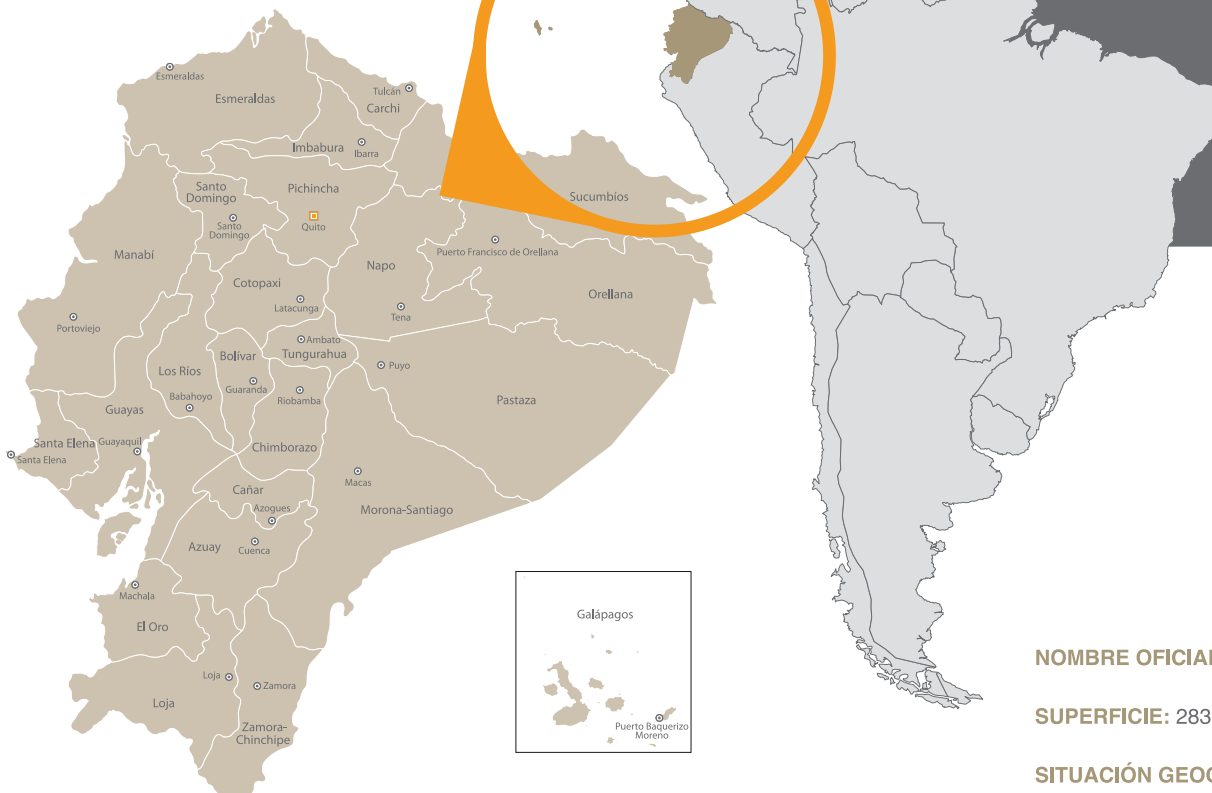 Esmeraldas
Esmeraldas
Tulcán
Carchi
Imbabura
Ibarra
Santo
Domingo
Santo
Domingo
Pichincha
Quito
Sucumbíos
Manabí
Portoviejo
Cotopaxi
Latacunga
Napo
Tena
Puerto Francisco de Orellana
Orellana
Ambato
Tungurahua
Bolívar
Guaranda
Los Ríos
Babahoyo
Riobamba
Chimborazo
Puyo
Pastaza
Guayas
Guayaquil
Santa Elena
Santa Elena
Cañar
Azogues
Azuay
Cuenca
Macas
Morona-Santiago
Machala
El Oro
Loja
Loja
Zamora
Zamora-
Chinchipe
Galápagos
Puerto Baquerizo
Moreno
NOMBRE OFICIAL
SUPERFICIE: 283
SITUACIÓN GEOG